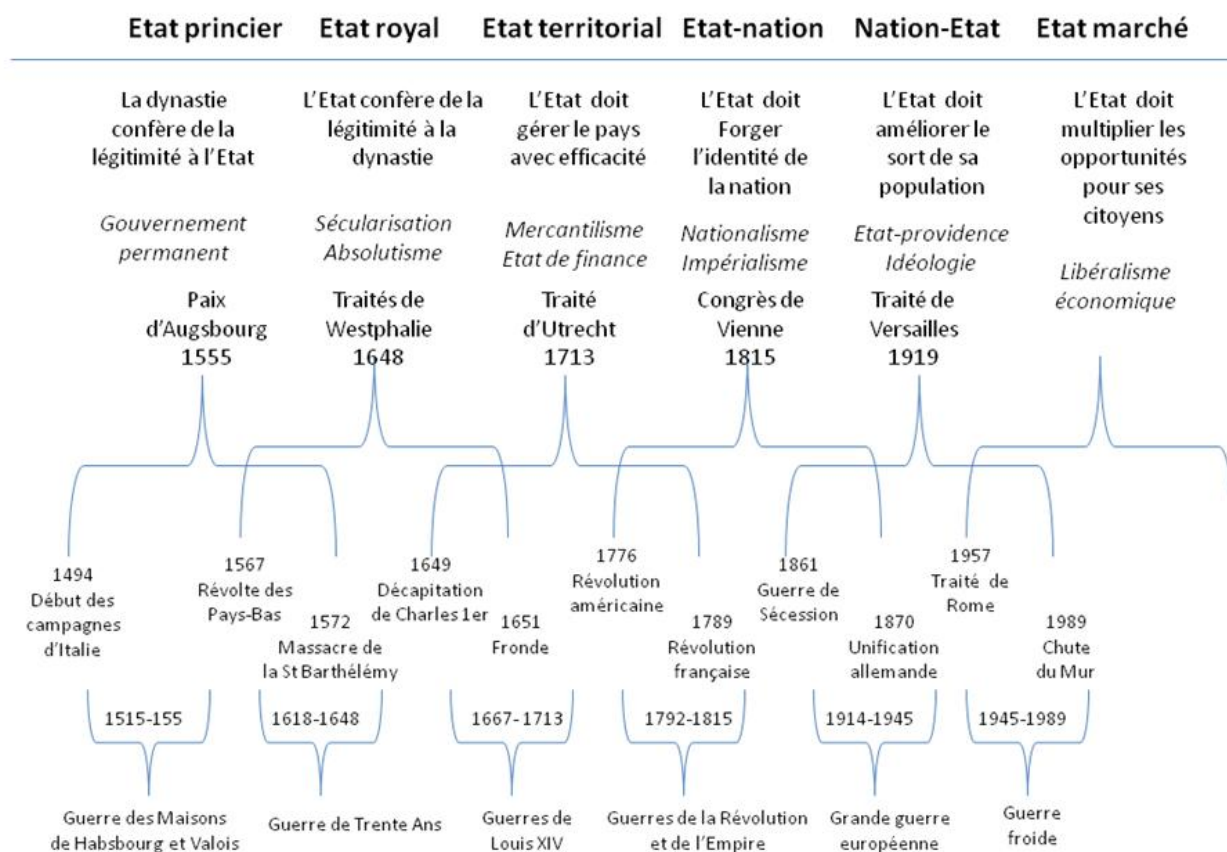 Etat princier
Etat royal
Etat territorial
Etat-nation
Nation-Etat
Etat marché
La dynastie
confère de la
légitimité à l'Etat
L'Etat confère de la
légitimité à la
dynastie
L'Etat doit
gérer le pays
avec efficacité
L'Etat doit
Forger
l'identité de
la nation
L'Etat doit
améliorer le
sort de sa
population
L'Etat doit
multiplier les
opportunités
pour ses
citoyens
Gouvernement
permanent
Sécularisation
Absolutisme
Mercantilisme
Etat de finance
Nationalisme
Impérialisme
Etat-providence
Idéologie
Libéralisme
économique
Paix
d'Augsbourg
1555
Traités de
Westphalie
1648
Traité
d'Utrecht
1713
Congrès de
Vienne
1815
Traité de
Versailles
1919
1494
Début des
campagnes
d'Italie
1567
Révolte des
Pays-Bas
1572
Massacre de
la St Barthélémy
1649
Décapitation
de Charles 1er
1651
Fronde
1776
Révolution
américaine
1789
Révolution
française
1861
Guerre de
Sécession
1870
Unification
allemande
1957
Traité de
Rome
1989
Chute
du Mur
1515-155
1618-1648
1667-1713
1792-1815
1914-1945
1945-1989
Guerre des Maisons
de Habsbourg et Valois
Guerre de Trente Ans
Guerres de
Louis XIV
Guerres de la Révolution
et de l'Empire
Grande guerre
européenne
Guerre
froide